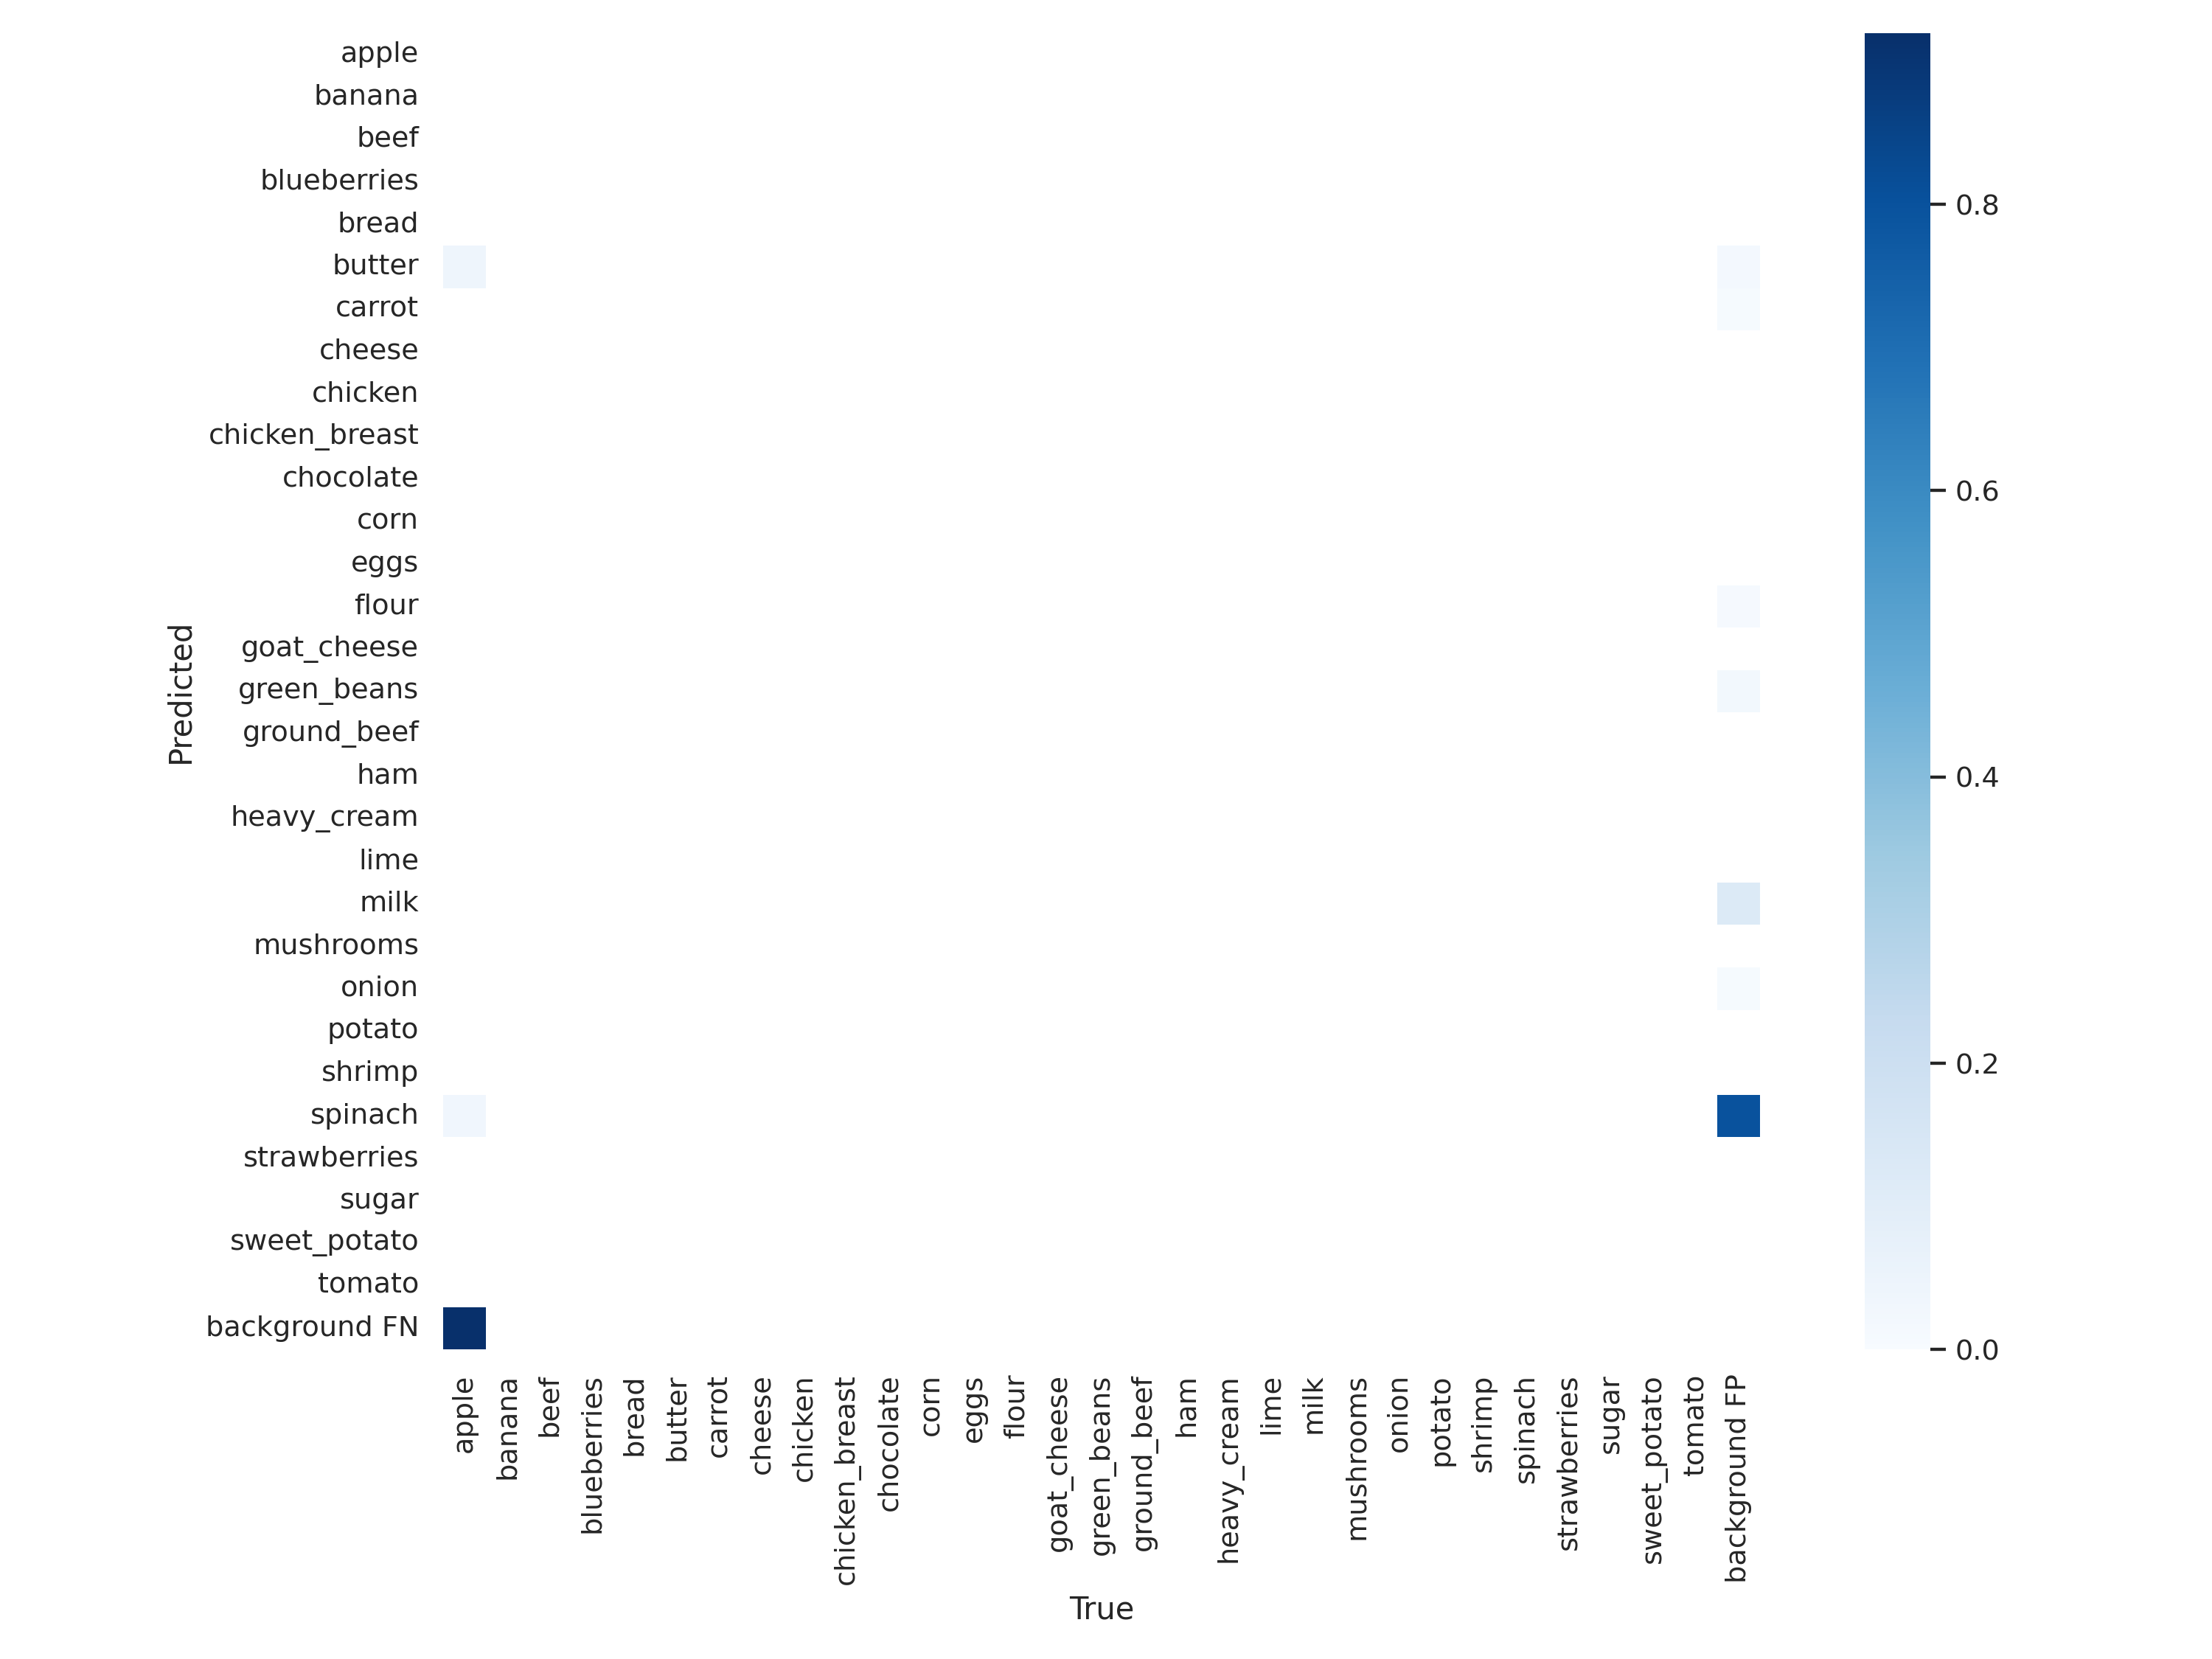 apple
banana
beef
blueberries
bread
butter
carrot
cheese
chicken
chicken_breast
chocolate
corn
eggs
flour
goat_cheese
green_beans
ground_beef
ham
heavy_cream
lime
milk
mushrooms
onion
potato
shrimp
spinach
strawberries
sugar
sweet_potato
tomato
background FN
Predicted
apple
banana
beef
blueberries
bread
butter
carrot
cheese
chicken
chicken_breast
chocolate
corn
eggs
flour
goat_cheese
green_beans
ground_beef
ham
heavy_cream
lime
milk
mushrooms
onion
potato
shrimp
spinach
strawberries
sugar
sweet_potato
tomato
background FP
True
0.8
0.6
0.4
0.2
0.0